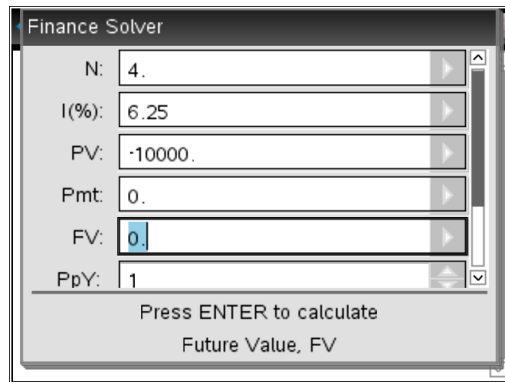 Finance Solver
N: 4.
I(%): 6.25
PV: -10000.
Pmt: 0.
FV: 0.
PpY: 1
Press ENTER to calculate
Future Value, FV